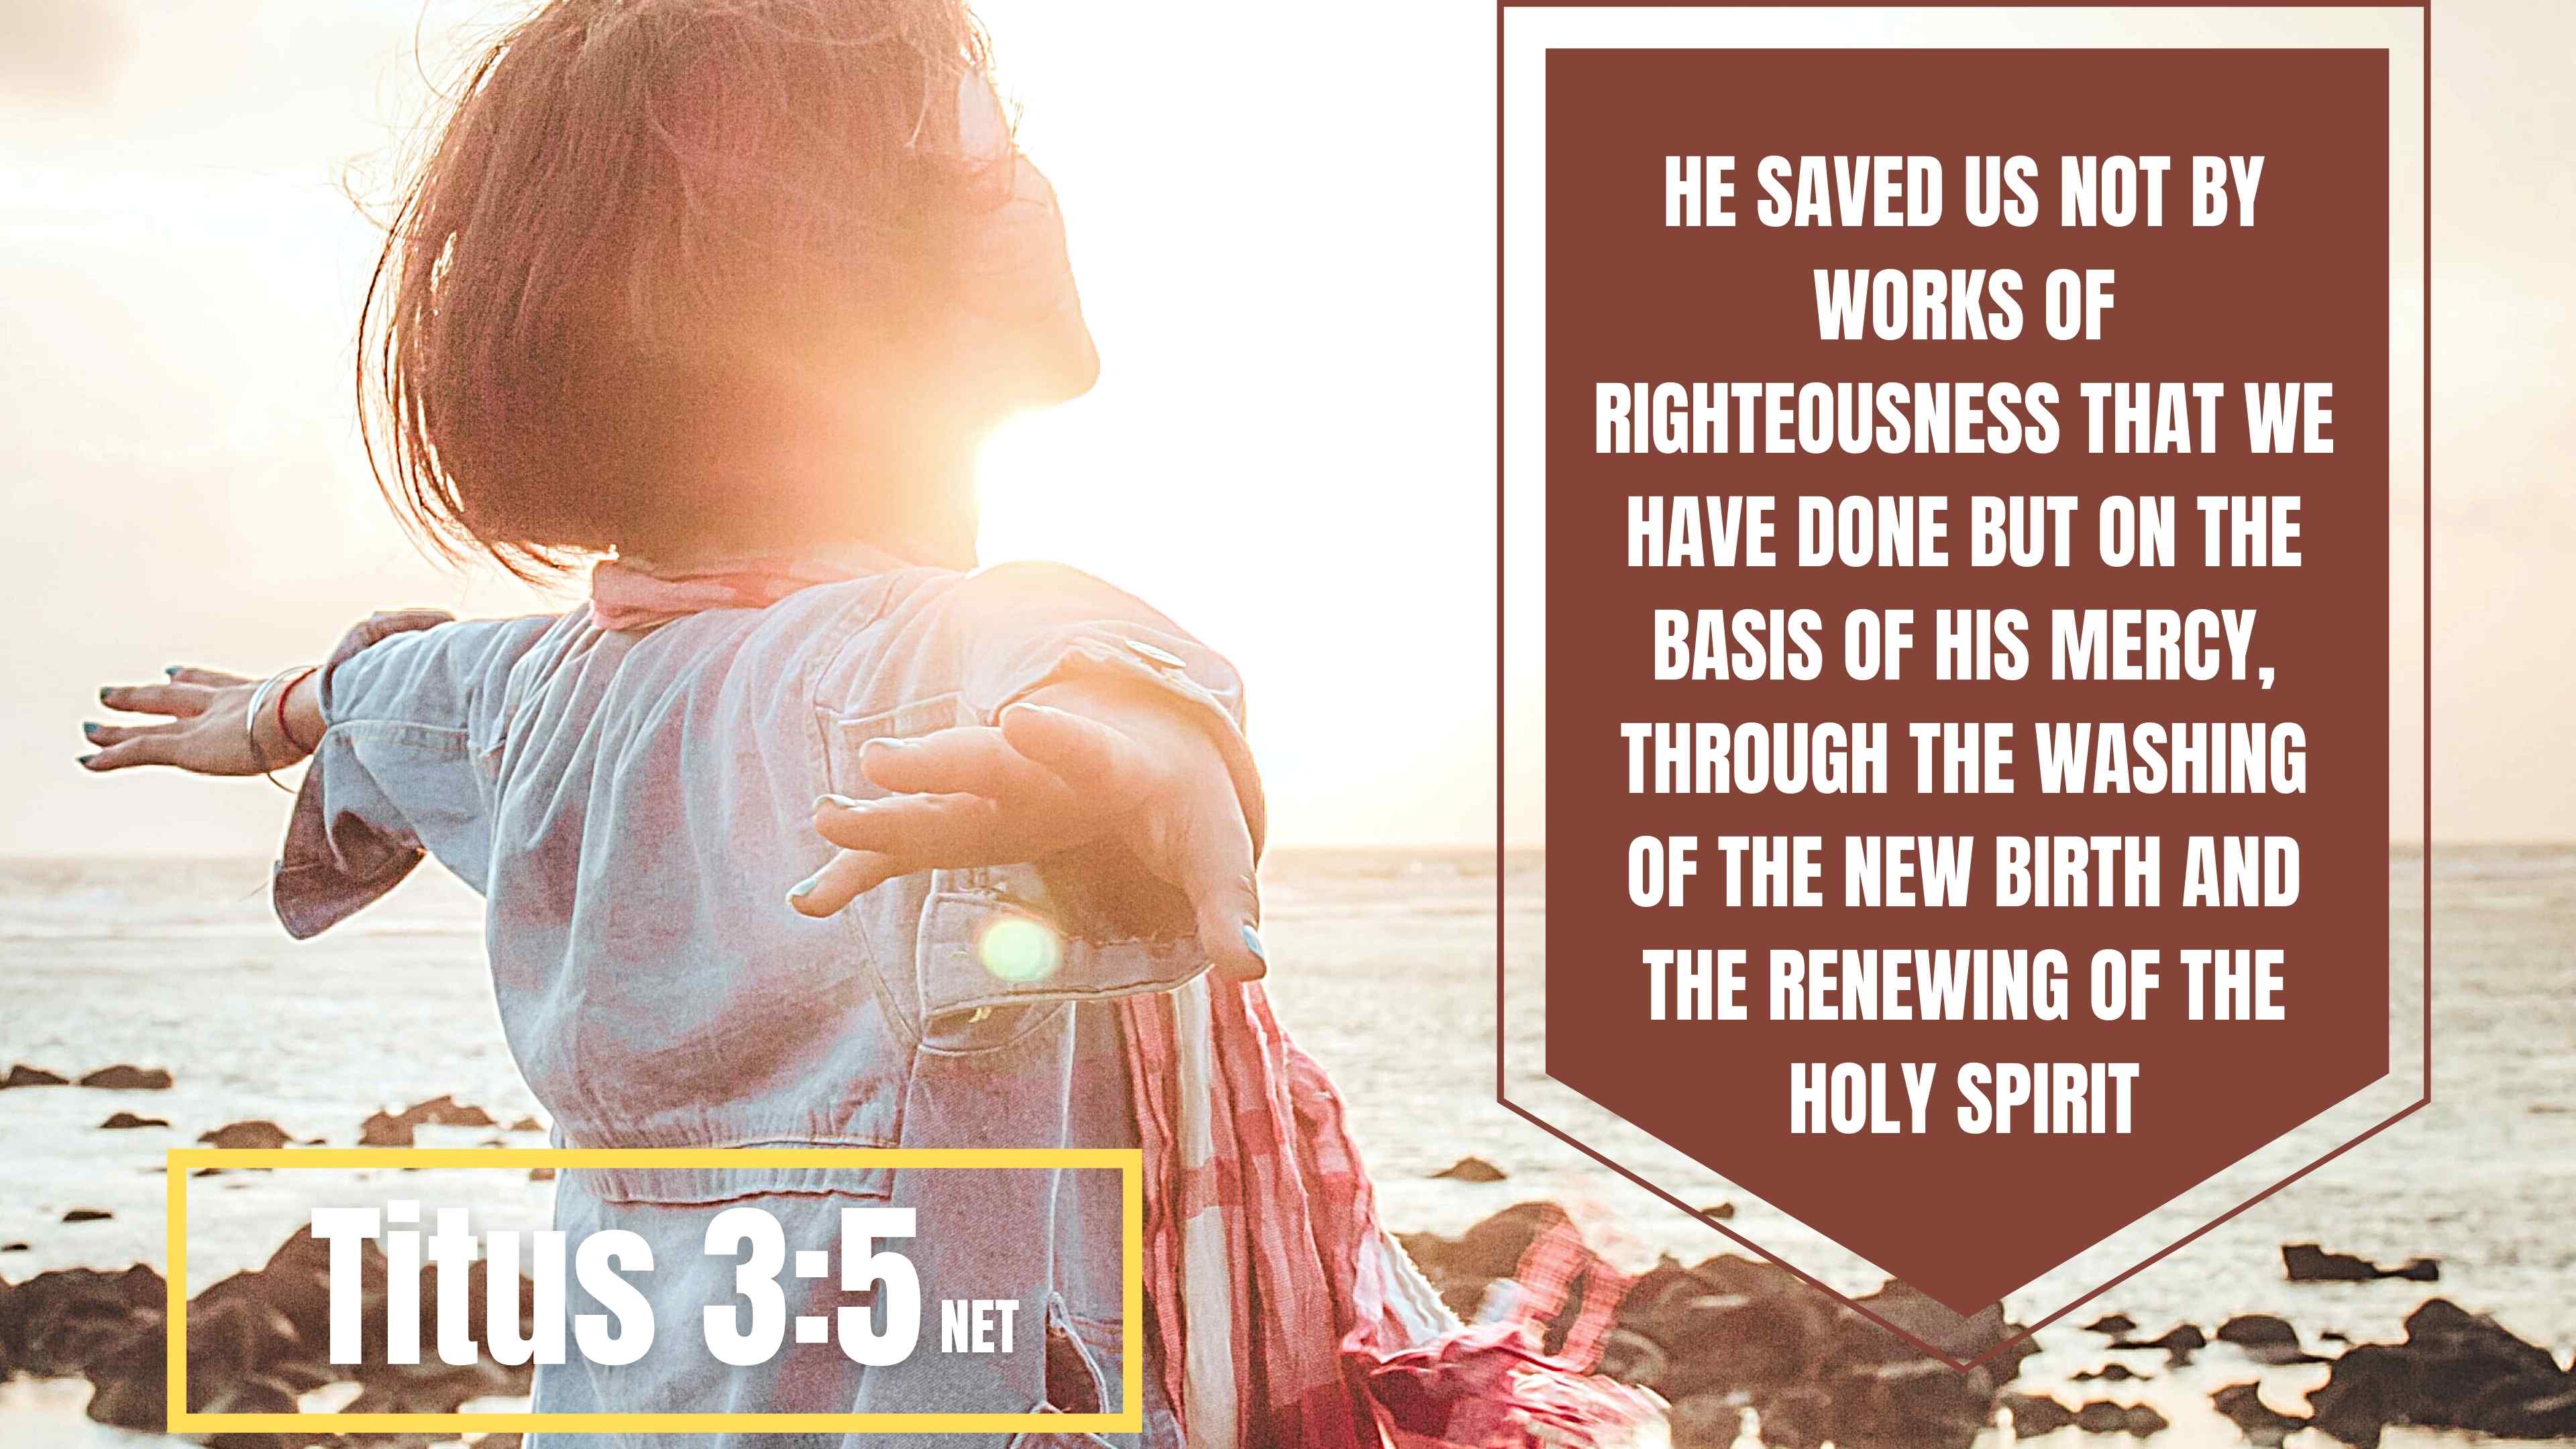 HE SAVED US NOT BY
WORKS OF
RIGHTEOUSNESS THAT WE
HAVE DONE BUT ON THE
BASIS OF HIS MERCY,
THROUGH THE WASHING
OF THE NEW BIRTH AND
THE RENEWING OF THE
HOLY SPIRIT
Titus 3:5 NET